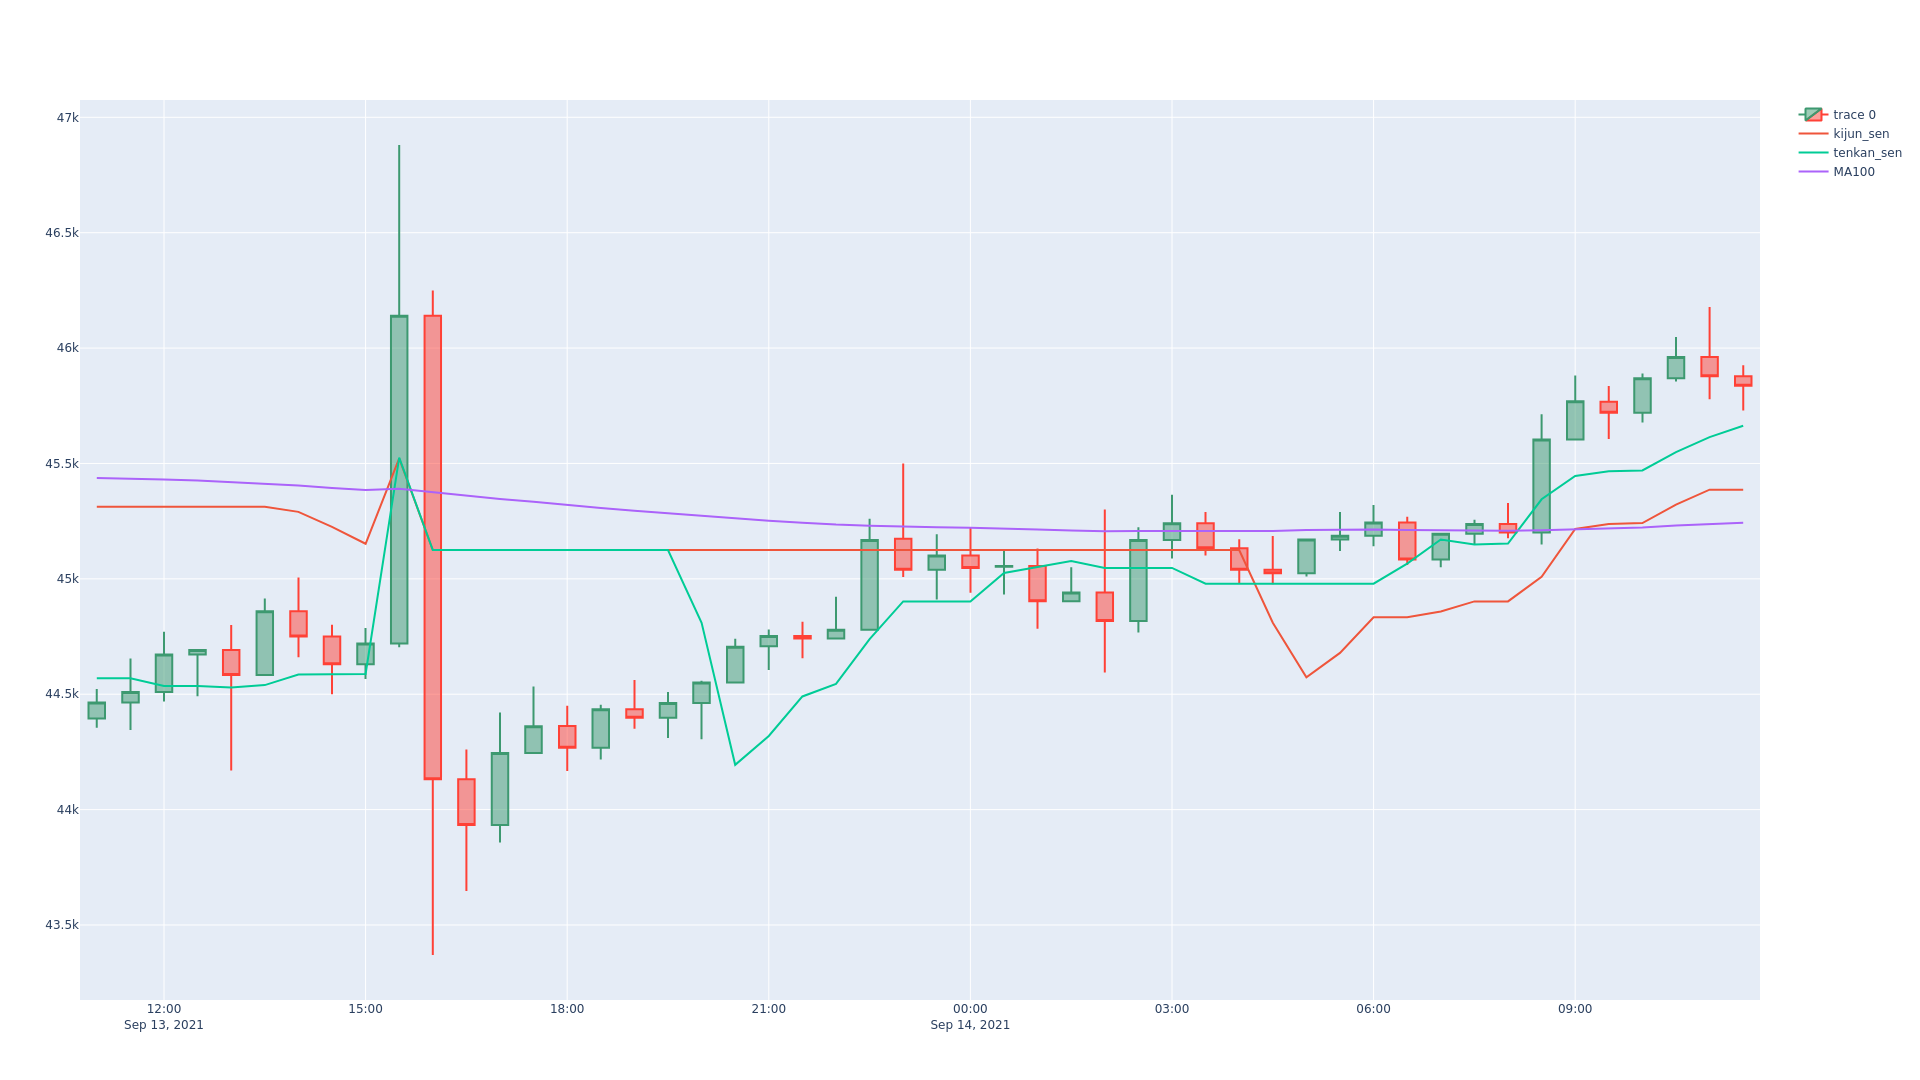 47k
46.5k
46k
45.5k
45k
44.5k
44k
43.5k
12:00 15:00 18:00 21:00 00:00 03:00 06:00 09:00
Sep 13, 2021 Sep 14, 2021
trace 0
kijun_sen
tenkan_sen
MA100